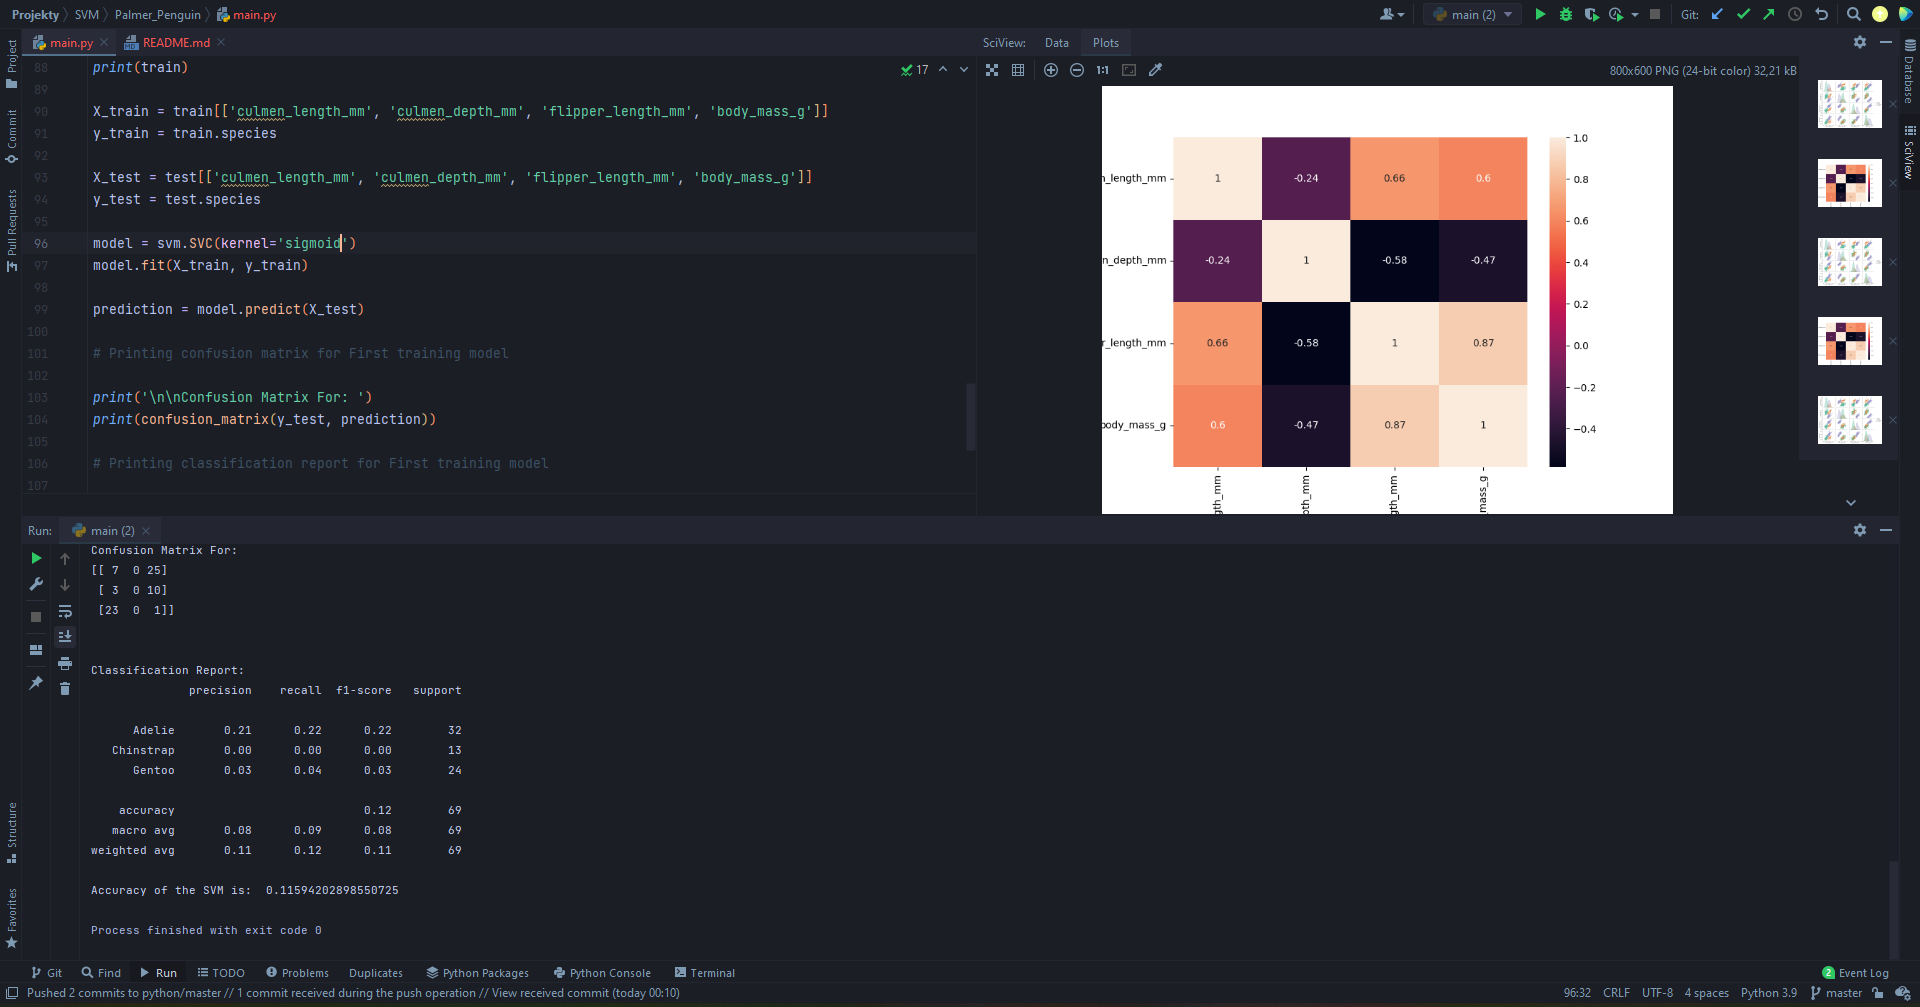 Projekty SVM Palmer_Penguin main.py
main (2) Git:
main.py README.md
SciView: Data Plots
Project
Commit
Pull Requests
Structure
Favorites
Database
SciView
88 print(train)
17
89
90 X_train = train[['culmen_length_mm', 'culmen_depth_mm', 'flipper_length_mm', 'body_mass_g']]
91 y_train = train.species
92
93 X_test = test[['culmen_length_mm', 'culmen_depth_mm', 'flipper_length_mm', 'body_mass_g']]
94 y_test = test.species
95
96 model = svm.SVC(kernel='sigmoid')
97 model.fit(X_train, y_train)
98
99 prediction = model.predict(X_test)
100
101 # Printing confusion matrix for First training model
102
103 print('\n\nConfusion Matrix For: ')
104 print(confusion_matrix(y_test, prediction))
105
106 # Printing classification report for First training model
107
1:1 800x600 PNG (24-bit color) 32,21 kB
n_length_mm 1 -0.24 0.66 0.6
n_depth_mm -0.24 1 -0.58 -0.47
r_length_mm 0.66 -0.58 1 0.87
body_mass_g 0.6 -0.47 0.87 1
gth_mm pth_mm gth_mm mass_g
1.0
0.8
0.6
0.4
0.2
0.0
-0.2
-0.4
Run: main (2)
Confusion Matrix For:
[[ 7 0 25]
[ 3 0 10]
[23 0 1]]
Classification Report:
precision recall f1-score support
Adelie 0.21 0.22 0.22 32
Chinstrap 0.00 0.00 0.00 13
Gentoo 0.03 0.04 0.03 24
accuracy 0.12 69
macro avg 0.08 0.09 0.08 69
weighted avg 0.11 0.12 0.11 69
Accuracy of the SVM is: 0.11594202898550725
Process finished with exit code 0
Git Find Run TODO Problems Duplicates Python Packages Python Console Terminal 2 Event Log
Pushed 2 commits to python/master // 1 commit received during the push operation // View received commit (today 00:10) 96:32 CRLF UTF-8 4 spaces Python 3.9 master